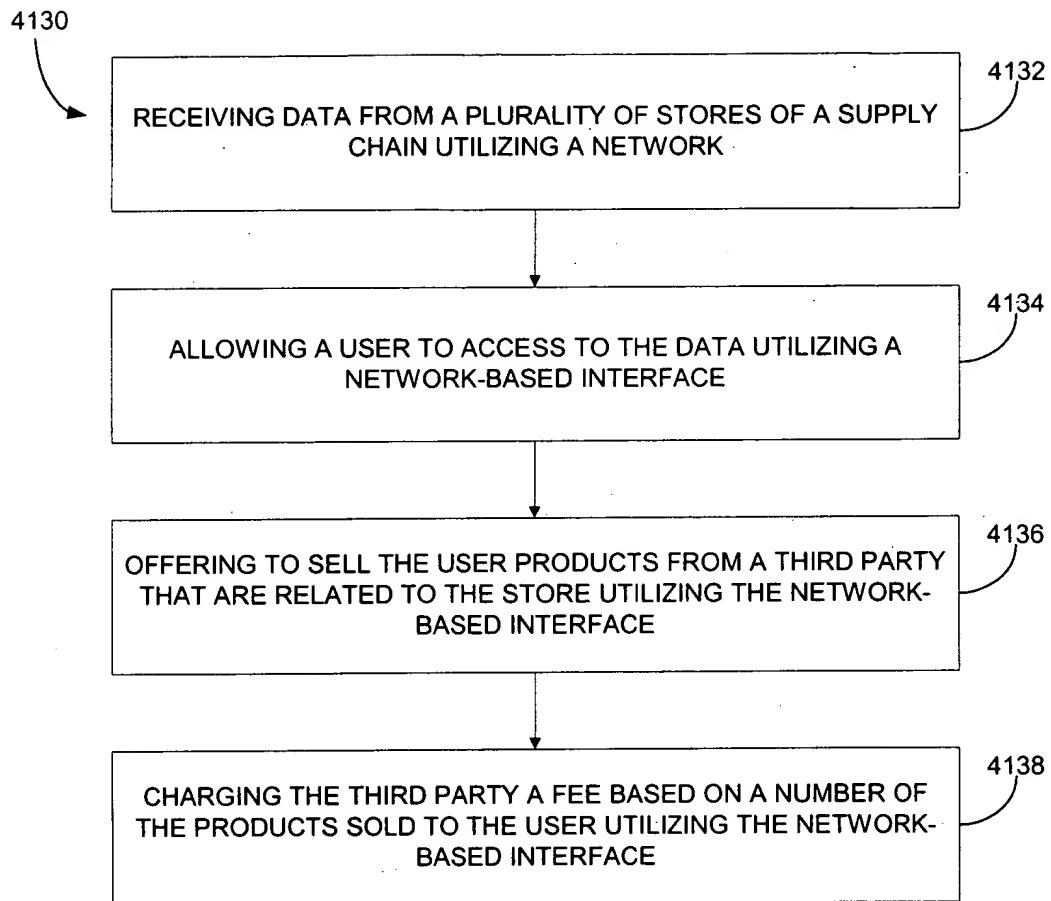 4130
4132
RECEIVING DATA FROM A PLURALITY OF STORES OF A SUPPLY
CHAIN UTILIZING A NETWORK
4134
ALLOWING A USER TO ACCESS TO THE DATA UTILIZING A
NETWORK-BASED INTERFACE
4136
OFFERING TO SELL THE USER PRODUCTS FROM A THIRD PARTY
THAT ARE RELATED TO THE STORE UTILIZING THE NETWORK-
BASED INTERFACE
4138
CHARGING THE THIRD PARTY A FEE BASED ON A NUMBER OF
THE PRODUCTS SOLD TO THE USER UTILIZING THE NETWORK-
BASED INTERFACE